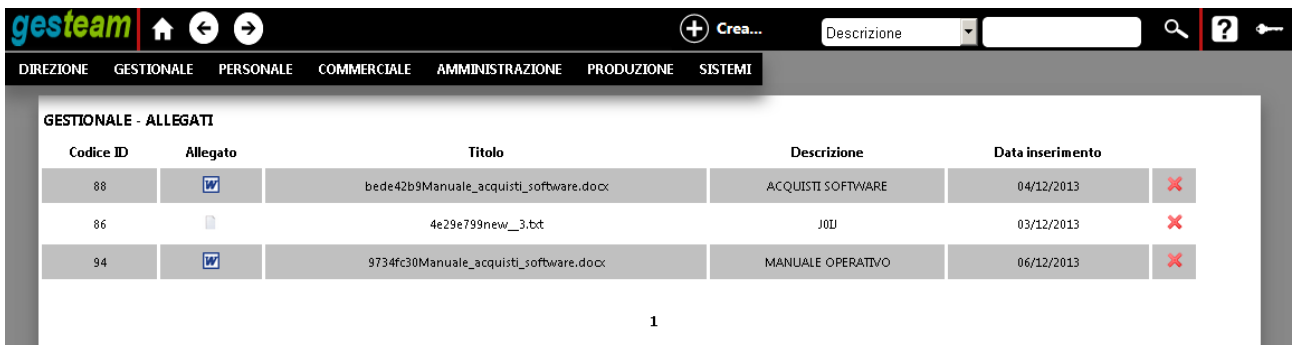 gesteam Crea... Descrizione ?
DIREZIONE GESTIONALE PERSONALE COMMERCIALE AMMINISTRAZIONE PRODUZIONE SISTEMI
GESTIONALE - ALLEGATI
Codice ID Allegato Titolo Descrizione Data inserimento
88 W bede42b9Manuale_acquisti_software.docx ACQUISTI SOFTWARE 04/12/2013
86 4e29e799new__3.txt 03/12/2013
94 W 9734fc30Manuale_acquisti_software.docx MANUALE OPERATIVO 06/12/2013
1